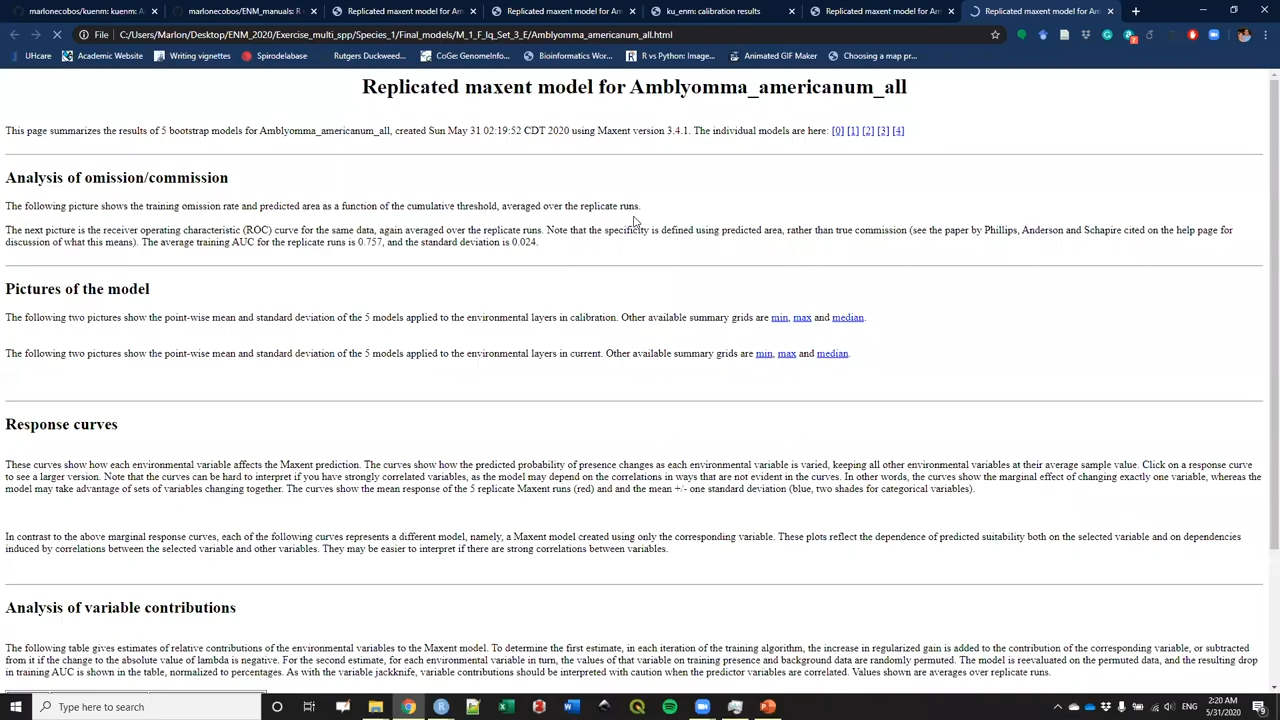 marlonecobos/kuenm: kuenm: A
marlonecobos/ENM_manuals: R
Replicated maxent model for Am
Replicated maxent model for Am
ku_enm: calibration results
Replicated maxent model for Am
Replicated maxent model for Am
File | C:/Users/Marlon/Desktop/ENM_2020/Exercise_multi_spp/Species_1/Final_models/M_1_F_lq_Set_3_E/Amblyomma_americanum_all.html
UHcare
Academic Website
Writing vignettes
Spirodelabase
Rutgers Duckweed...
CoGe: GenomeInfo...
Bioinformatics Wor...
R vs Python: Image...
Animated GIF Maker
Choosing a map pr...
Replicated maxent model for Amblyomma_americanum_all
This page summarizes the results of 5 bootstrap models for Amblyomma_americanum_all, created Sun May 31 02:19:52 CDT 2020 using Maxent version 3.4.1. The individual models are here: [0] [1] [2] [3] [4]
Analysis of omission/commission
The following picture shows the training omission rate and predicted area as a function of the cumulative threshold, averaged over the replicate runs.
The next picture is the receiver operating characteristic (ROC) curve for the same data, again averaged over the replicate runs. Note that the specificity is defined using predicted area, rather than true commission (see the paper by Phillips, Anderson and Schapire cited on the help page for
discussion of what this means). The average training AUC for the replicate runs is 0.757, and the standard deviation is 0.024.
Pictures of the model
The following two pictures show the point-wise mean and standard deviation of the 5 models applied to the environmental layers in calibration. Other available summary grids are min, max and median.
The following two pictures show the point-wise mean and standard deviation of the 5 models applied to the environmental layers in current. Other available summary grids are min, max and median.
Response curves
These curves show how each environmental variable affects the Maxent prediction. The curves show how the predicted probability of presence changes as each environmental variable is varied, keeping all other environmental variables at their average sample value. Click on a response curve
to see a larger version. Note that the curves can be hard to interpret if you have strongly correlated variables, as the model may depend on the correlations in ways that are not evident in the curves. In other words, the curves show the marginal effect of changing exactly one variable, whereas the
model may take advantage of sets of variables changing together. The curves show the mean response of the 5 replicate Maxent runs (red) and and the mean +/- one standard deviation (blue, two shades for categorical variables).
In contrast to the above marginal response curves, each of the following curves represents a different model, namely, a Maxent model created using only the corresponding variable. These plots reflect the dependence of predicted suitability both on the selected variable and on dependencies
induced by correlations between the selected variable and other variables. They may be easier to interpret if there are strong correlations between variables.
Analysis of variable contributions
The following table gives estimates of relative contributions of the environmental variables to the Maxent model. To determine the first estimate, in each iteration of the training algorithm, the increase in regularized gain is added to the contribution of the corresponding variable, or subtracted
from it if the change to the absolute value of lambda is negative. For the second estimate, for each environmental variable in turn, the values of that variable on training presence and background data are randomly permuted. The model is reevaluated on the permuted data, and the resulting drop
in training AUC is shown in the table, normalized to percentages. As with the variable jackknife, variable contributions should be interpreted with caution when the predictor variables are correlated. Values shown are averages over replicate runs.
Type here to search
2:20 AM
5/31/2020